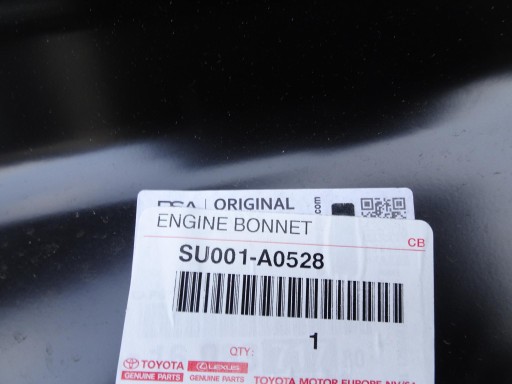 PSA | ORIGINAL
ENGINE BONNET
CB
SU001-A0528
1
QTY:
TOYOTA LEXUS
GENUINE PARTS GENUINE PARTS
TOYOTA MOTOR EUROPE NV/SA